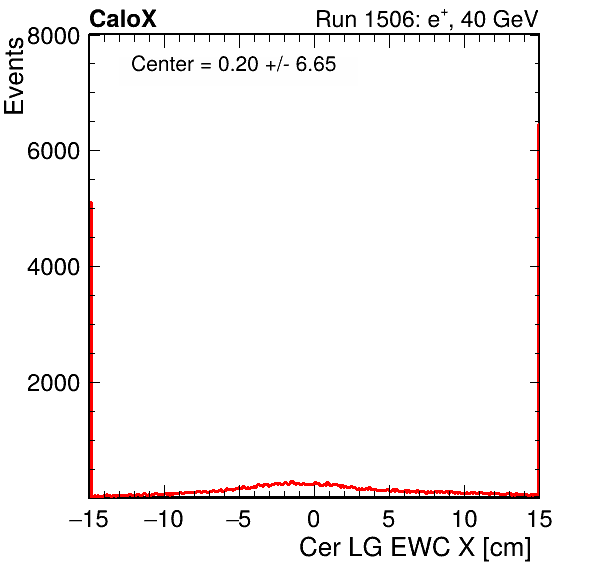 CaloX Run 1506: e⁺, 40 GeV
Events
Center = 0.20 +/- 6.65
8000
6000
4000
2000
−15 −10 −5 0 5 10 15
Cer LG EWC X [cm]